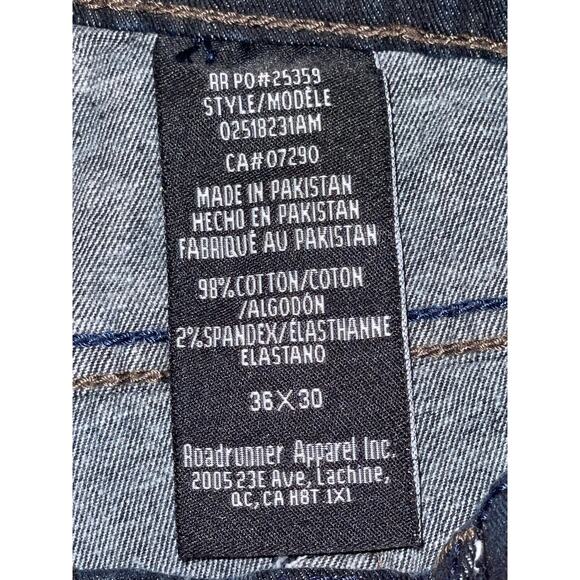 RR PO#25359
STYLE/MODÈLE
02518231AM
CA#07290
MADE IN PAKISTAN
HECHO EN PAKISTAN
FABRIQUÉ AU PAKISTAN
98%COTTON/COTON
/ALGODÓN
2%SPANDEX/ÉLASTHANNE
ELASTANO
36X30
Roadrunner Apparel Inc.
2005 23E Ave, Lachine,
QC, CA H8T 1X1